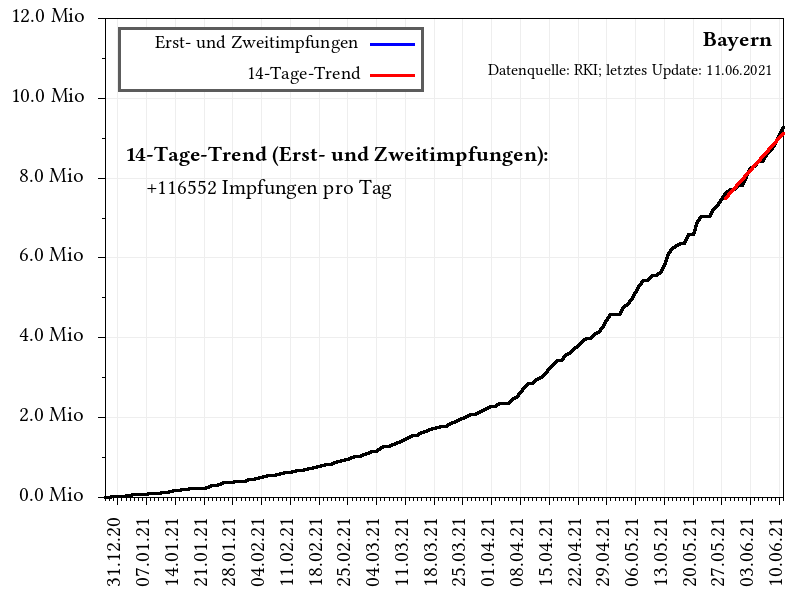 12.0 Mio
10.0 Mio
8.0 Mio
6.0 Mio
4.0 Mio
2.0 Mio
0.0 Mio
Erst- und Zweitimpfungen
14-Tage-Trend
Bayern
Datenquelle: RKI; letztes Update: 11.06.2021
14-Tage-Trend (Erst- und Zweitimpfungen):
+116552 Impfungen pro Tag
31.12.20
07.01.21
14.01.21
21.01.21
28.01.21
04.02.21
11.02.21
18.02.21
25.02.21
04.03.21
11.03.21
18.03.21
25.03.21
01.04.21
08.04.21
15.04.21
22.04.21
29.04.21
06.05.21
13.05.21
20.05.21
27.05.21
03.06.21
10.06.21